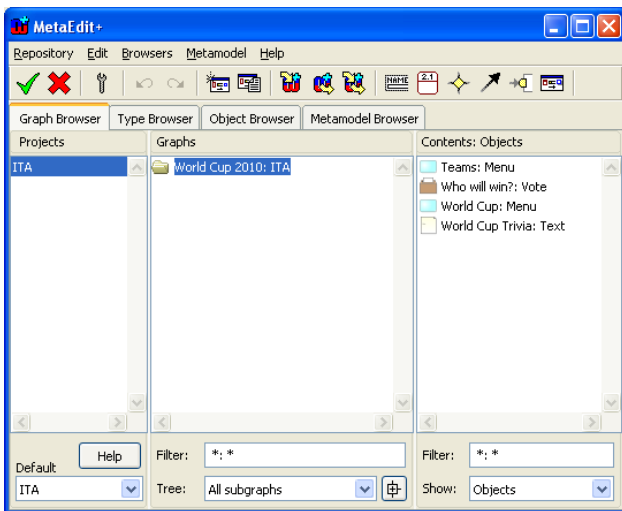 MetaEdit+
Repository Edit Browsers Metamodel Help
NAME 2.1
Graph Browser Type Browser Object Browser Metamodel Browser
Projects Graphs Contents: Objects
ITA World Cup 2010: ITA Teams: Menu
Who will win?: Vote
World Cup: Menu
World Cup Trivia: Text
Help Filter: *: * Filter: *: *
Default
ITA Tree: All subgraphs Show: Objects